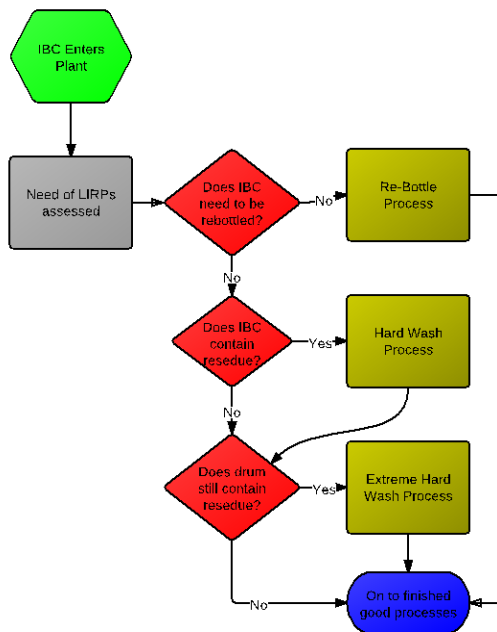 IBC Enters
Plant
Need of LIRPs
assessed
Does IBC
need to be
rebottled?
No
Re-Bottle
Process
No
Does IBC
contain
resedue?
Yes
Hard Wash
Process
No
Does drum
still contain
resedue?
Yes
Extreme Hard
Wash Process
No
On to finished
good processes